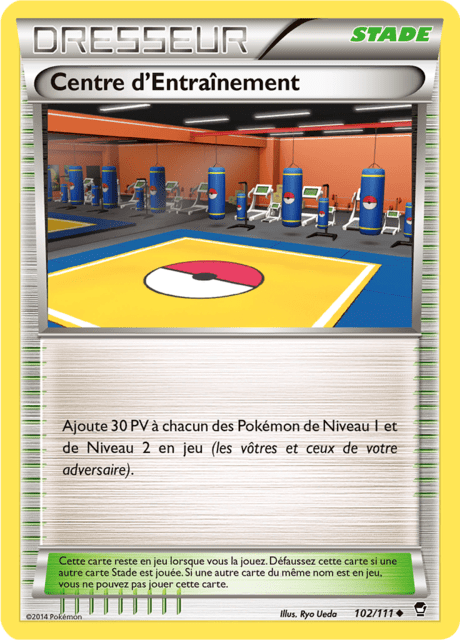 DRESSEUR
STADE
Centre d'Entraînement
Ajoute 30 PV à chacun des Pokémon de Niveau 1 et
de Niveau 2 en jeu (les vôtres et ceux de votre
adversaire).
Cette carte reste en jeu lorsque vous la jouez. Défaussez cette carte si une
autre carte Stade est jouée. Si une autre carte du même nom est en jeu,
vous ne pouvez pas jouer cette carte.
©2014 Pokémon
Illus. Ryo Ueda
102/111